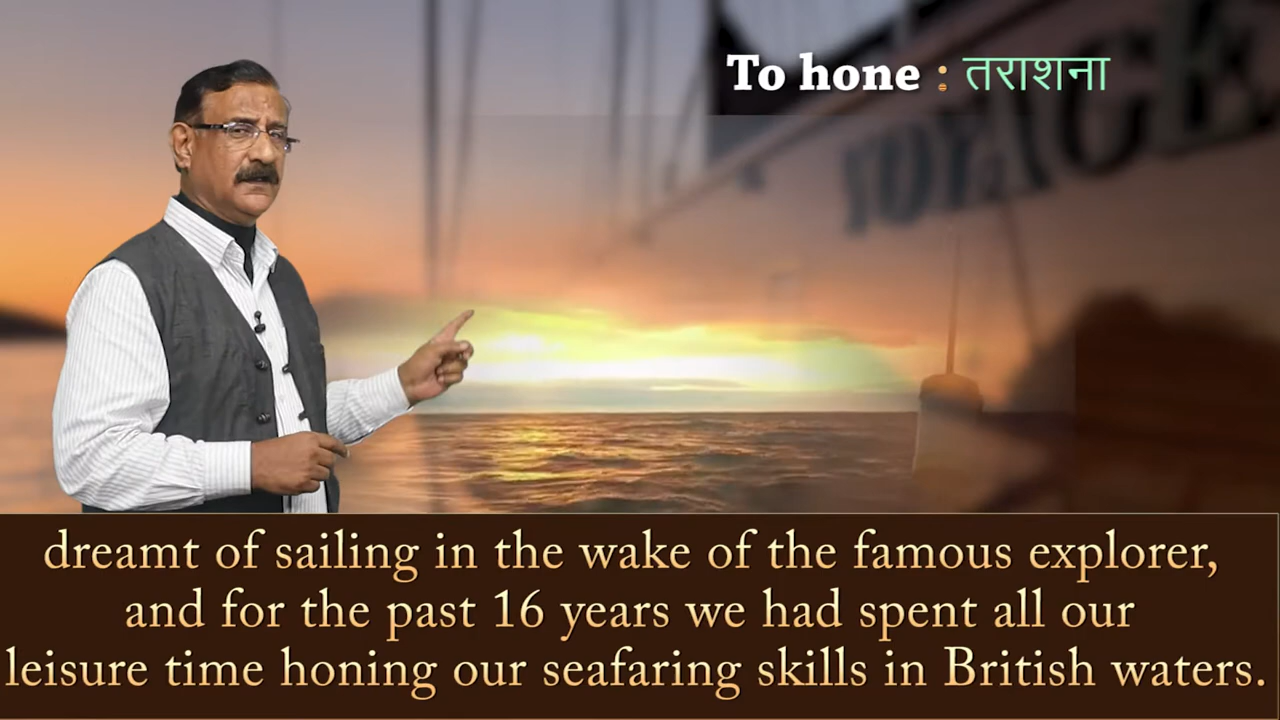 To hone : तराशना
VOYAGE
dreamt of sailing in the wake of the famous explorer,
and for the past 16 years we had spent all our
leisure time honing our seafaring skills in British waters.